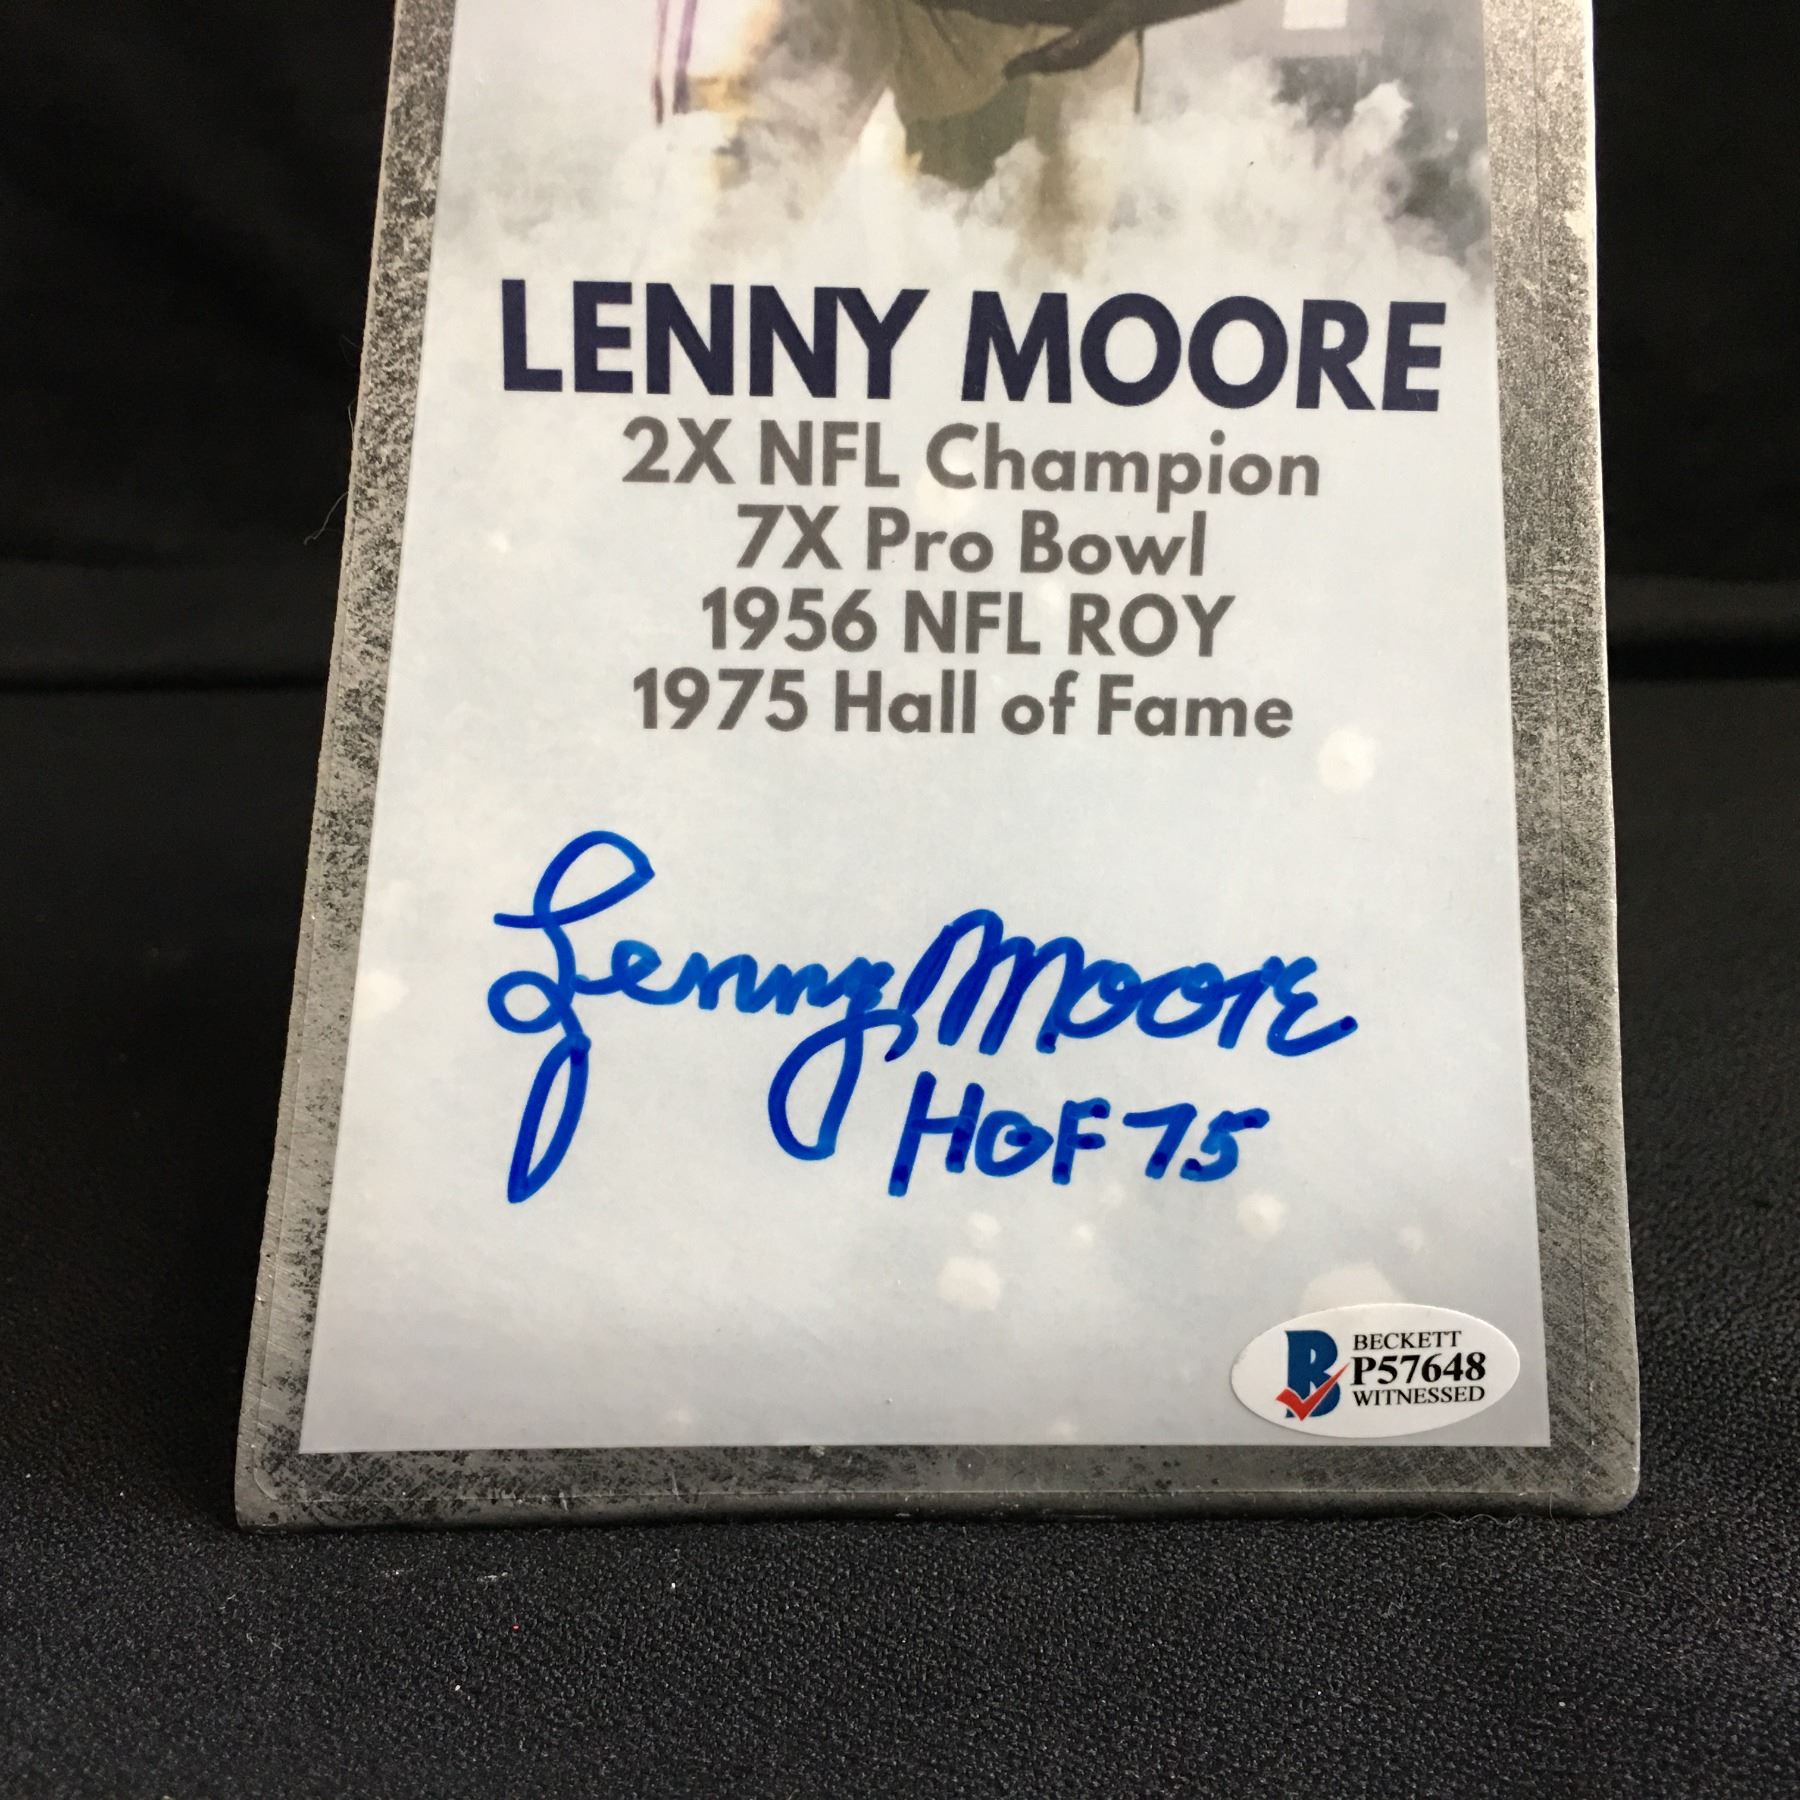 LENNY MOORE
2X NFL Champion
7X Pro Bowl
1956 NFL ROY
1975 Hall of Fame
Lenny Moore
HOF 75
BECKETT
P57648
WITNESSED